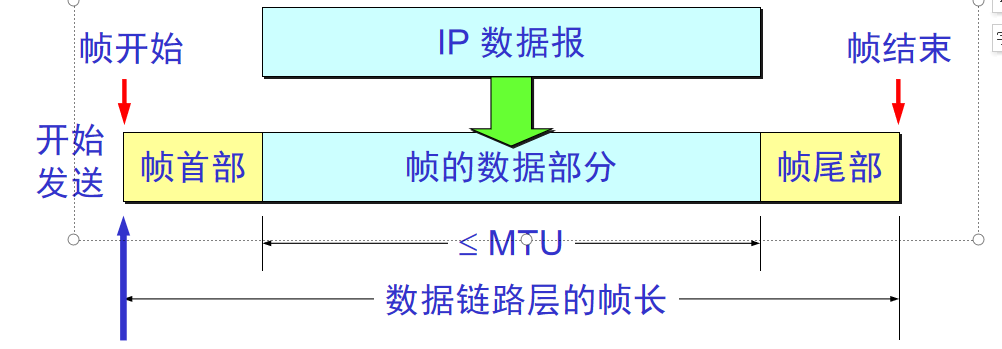 IP 数据报
帧开始
帧结束
开始
发送
帧首部
帧的数据部分
帧尾部
≤ MTU
数据链路层的帧长